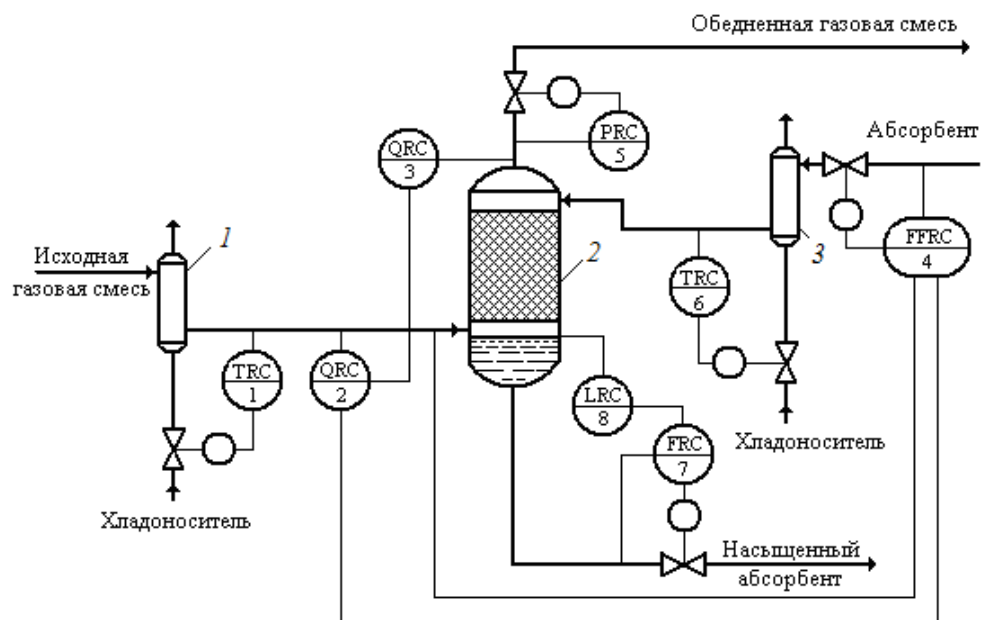 Обедненная газовая смесь
PRC
5
QRC
3
Абсорбент
1
Исходная
газовая смесь
2
3
FFRC
4
TRC
6
TRC
1
QRC
2
LRC
8
FRC
7
Хладоноситель
Хладоноситель
Насыщенный
абсорбент